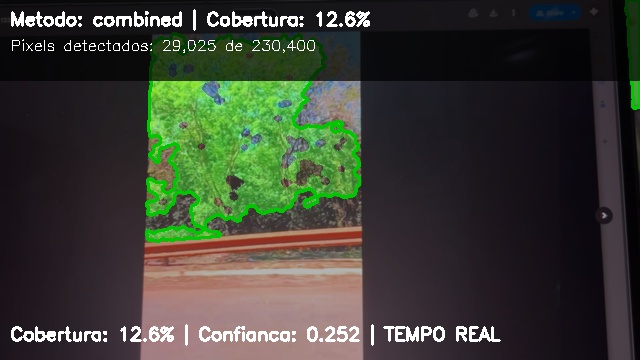 Metodo: combined | Cobertura: 12.6%
Pixels detectados: 29,025 de 230,400
Cobertura: 12.6% | Confianca: 0.252 | TEMPO REAL